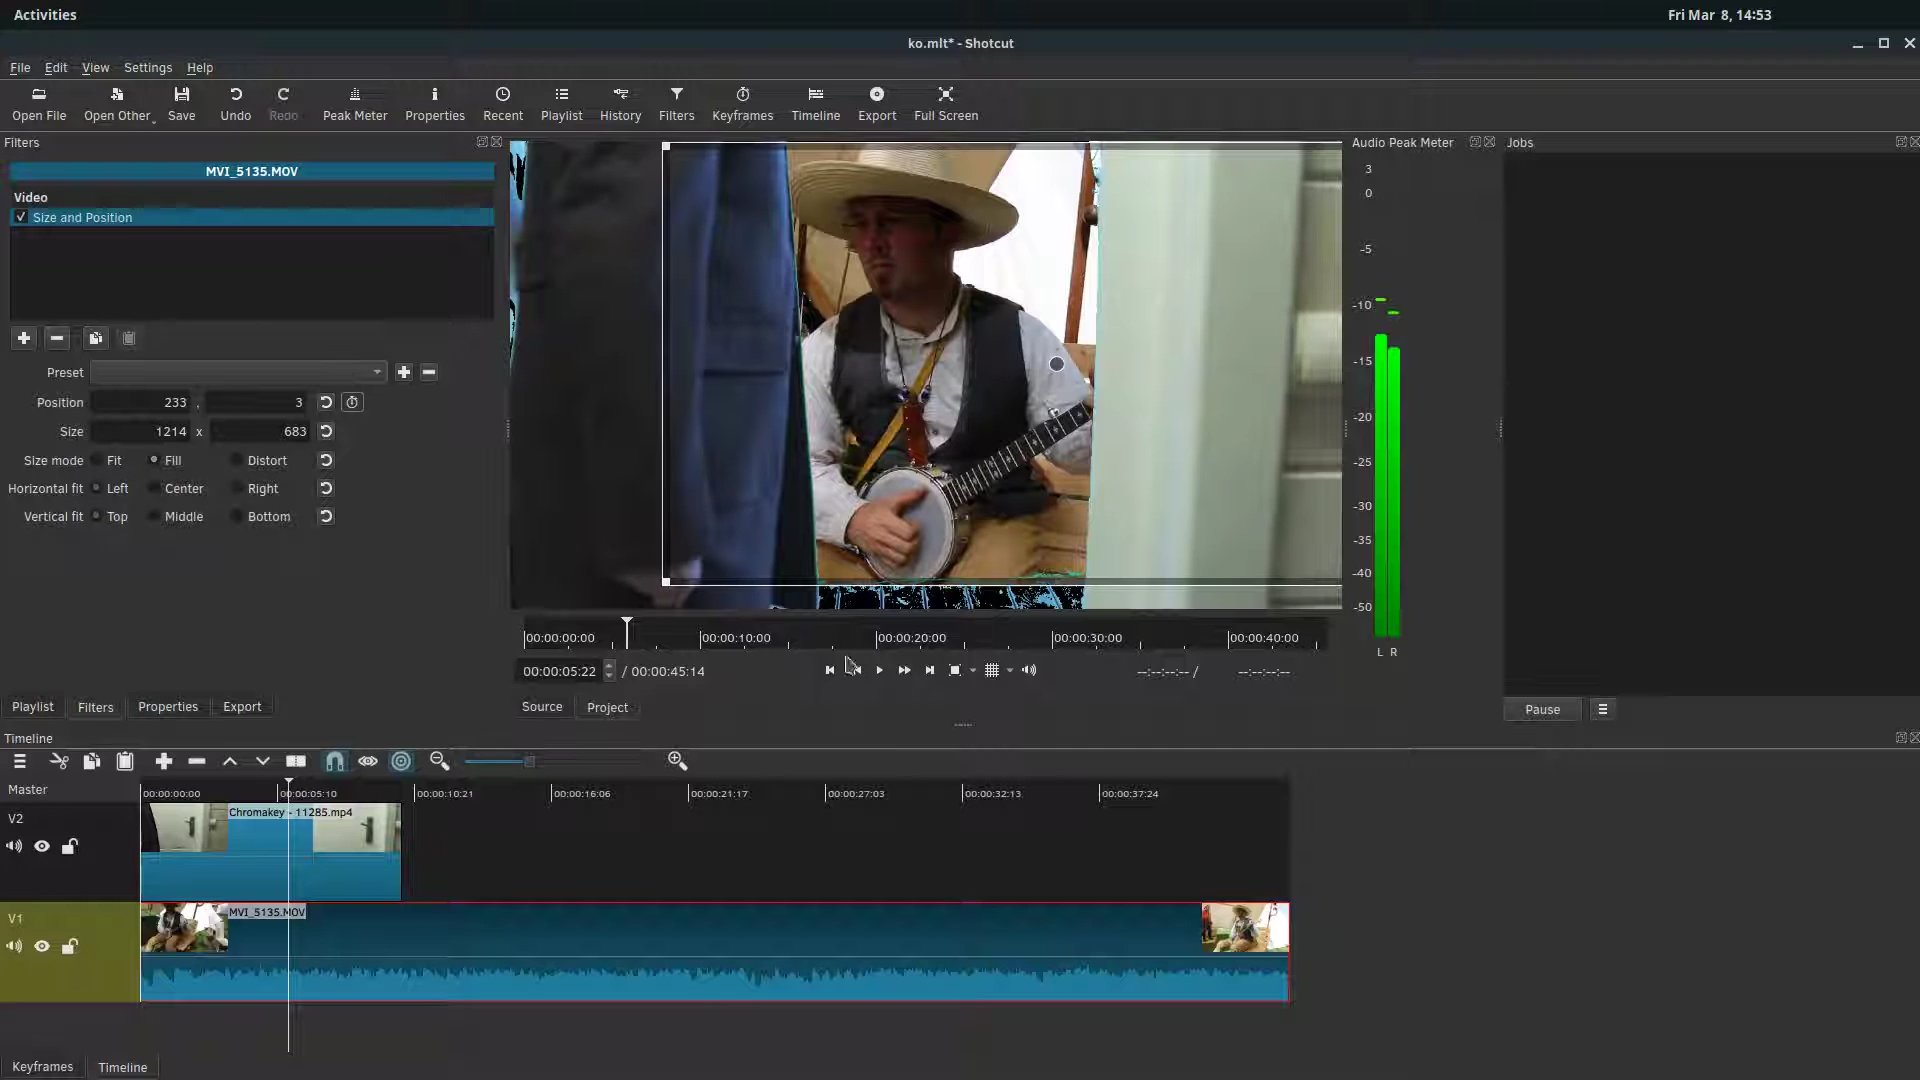 Activities
Fri Mar 8, 14:53
ko.mlt* - Shotcut
File Edit View Settings Help
Open File Open Other Save Undo Redo Peak Meter Properties Recent Playlist History Filters Keyframes Timeline Export Full Screen
Filters
Audio Peak Meter
Jobs
MVI_5135.MOV
Video
Size and Position
Preset
Position 233 , 3
Size 1214 x 683
Size mode Fit Fill Distort
Horizontal fit Left Center Right
Vertical fit Top Middle Bottom
3
0
-5
-10
-15
-20
-25
-30
-35
-40
-50
L R
00:00:00:00 00:00:10:00 00:00:20:00 00:00:30:00 00:00:40:00
00:00:05:22 / 00:00:45:14
--:--:--:-- / --:--:--:--
Playlist Filters Properties Export
Source Project
Pause
Timeline
Master
00:00:00:00 00:00:05:10 00:00:10:21 00:00:16:06 00:00:21:17 00:00:27:03 00:00:32:13 00:00:37:24
V2
Chromakey - 11285.mp4
V1
MVI_5135.MOV
Keyframes Timeline